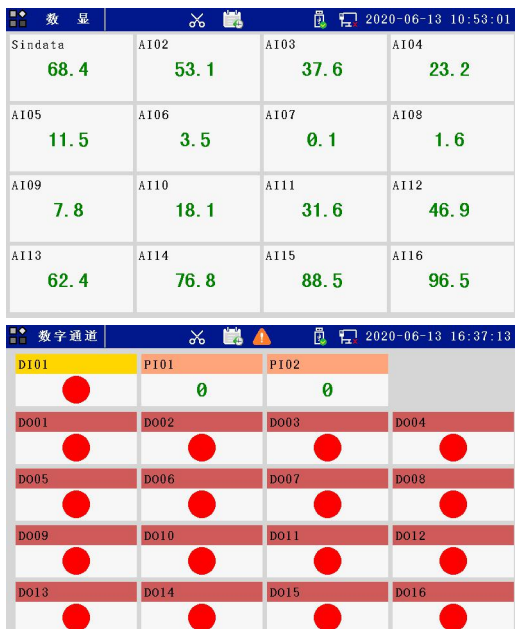 数 显 2020-06-13 10:53:01
Sindata AI02 AI03 AI04
68.4 53.1 37.6 23.2
AI05 AI06 AI07 AI08
11.5 3.5 0.1 1.6
AI09 AI10 AI11 AI12
7.8 18.1 31.6 46.9
AI13 AI14 AI15 AI16
62.4 76.8 88.5 96.5
数字通道 2020-06-13 16:37:13
DI01 PI01 PI02
0 0
DO01 DO02 DO03 DO04
DO05 DO06 DO07 DO08
DO09 DO10 DO11 DO12
DO13 DO14 DO15 DO16